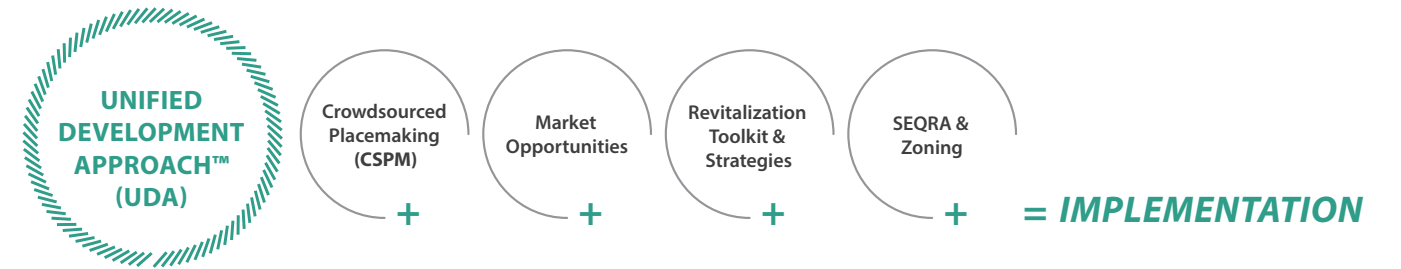 UNIFIED
DEVELOPMENT
APPROACH™
(UDA)
Crowdsourced
Placemaking
(CSPM)
+
Market
Opportunities
+
Revitalization
Toolkit &
Strategies
+
SEQRA &
Zoning
+
= IMPLEMENTATION